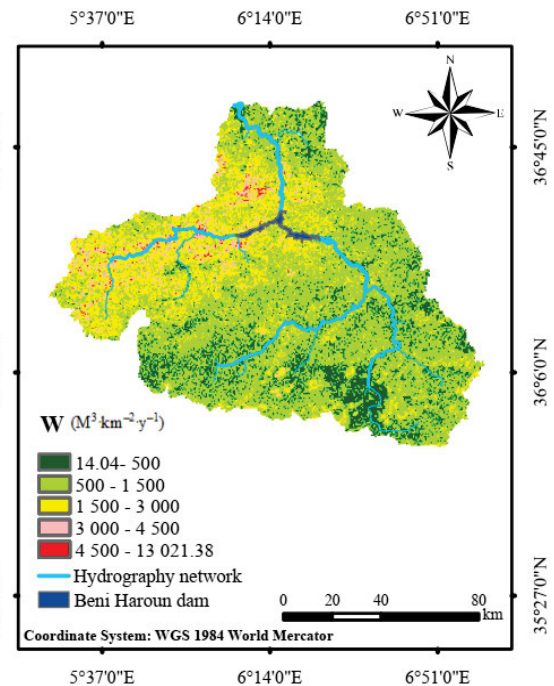 5°37'0"E 6°14'0"E 6°51'0"E
N
W E
S
36°45'0"N
36°6'0"N
35°27'0"N
W (M³·km⁻²·y⁻¹)
14.04- 500
500 - 1 500
1 500 - 3 000
3 000 - 4 500
4 500 - 13 021.38
Hydrography network
Beni Haroun dam
0 20 40 80
km
Coordinate System: WGS 1984 World Mercator
5°37'0"E 6°14'0"E 6°51'0"E